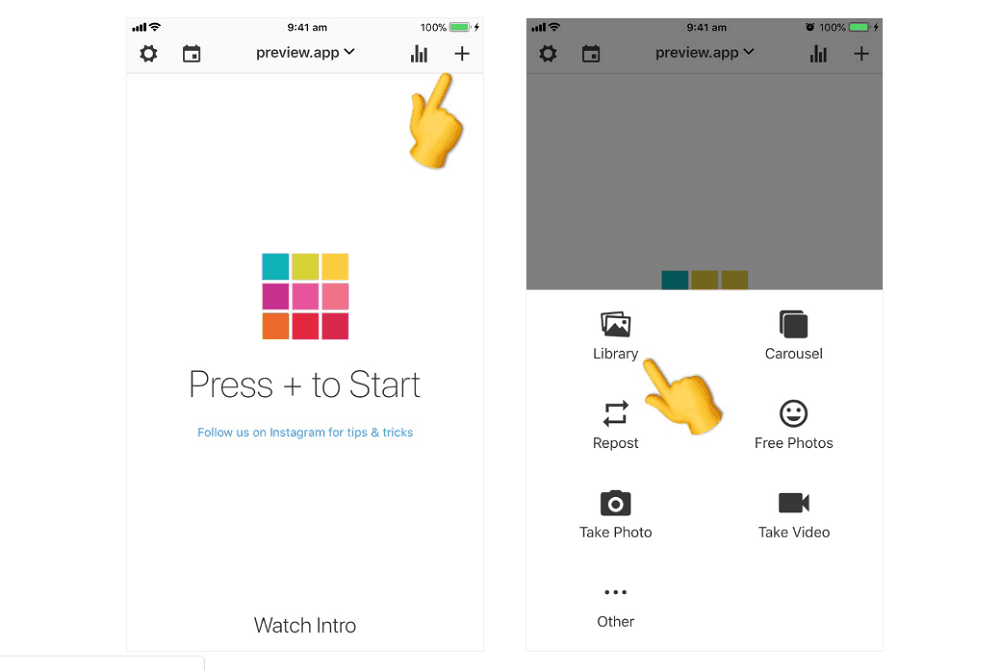 9:41 am
100%
preview.app
Press + to Start
Follow us on Instagram for tips & tricks
Watch Intro
9:41 am
100%
preview.app
Library
Carousel
Repost
Free Photos
Take Photo
Take Video
Other